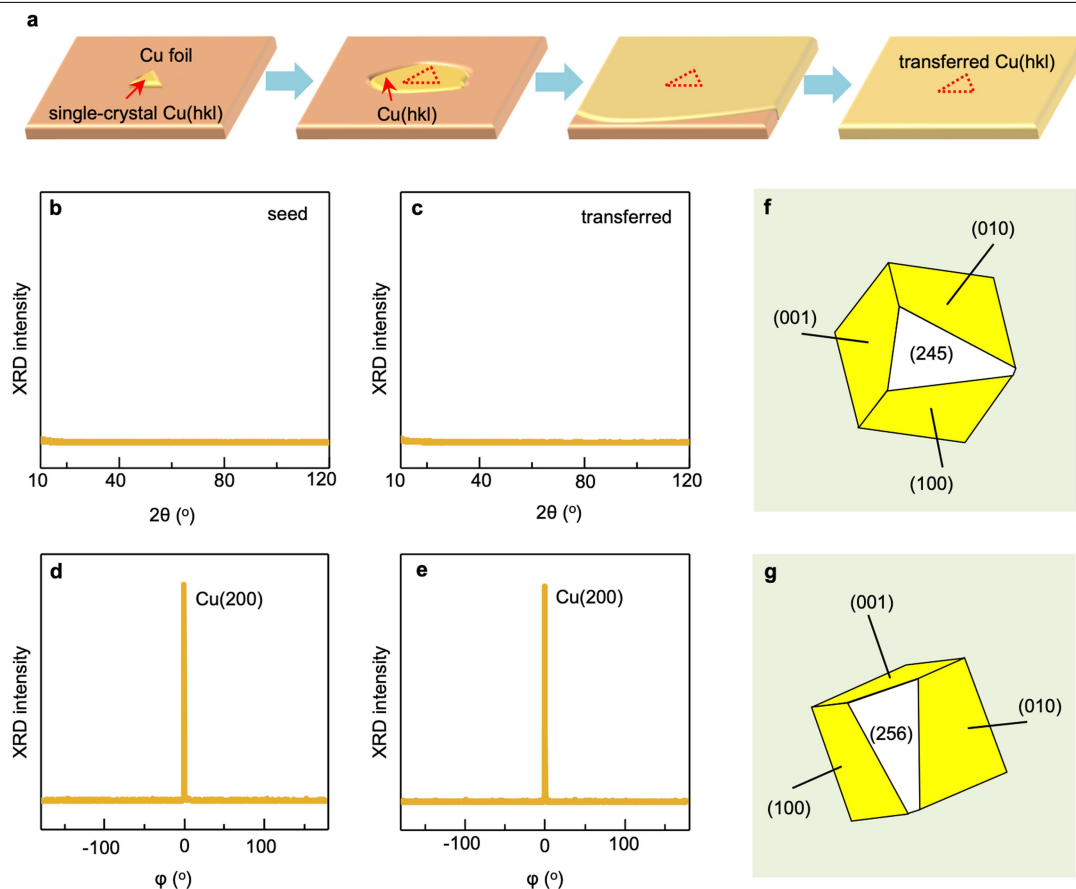 a
Cu foil
single-crystal Cu(hkl)
Cu(hkl)
transferred Cu(hkl)
b
seed
XRD intensity
10 40 80 120
2θ (o)
c
transferred
XRD intensity
10 40 80 120
2θ (o)
f
(010)
(001)
(245)
(100)
d
Cu(200)
XRD intensity
-100 0 100
φ (o)
e
Cu(200)
XRD intensity
-100 0 100
φ (o)
g
(001)
(010)
(256)
(100)